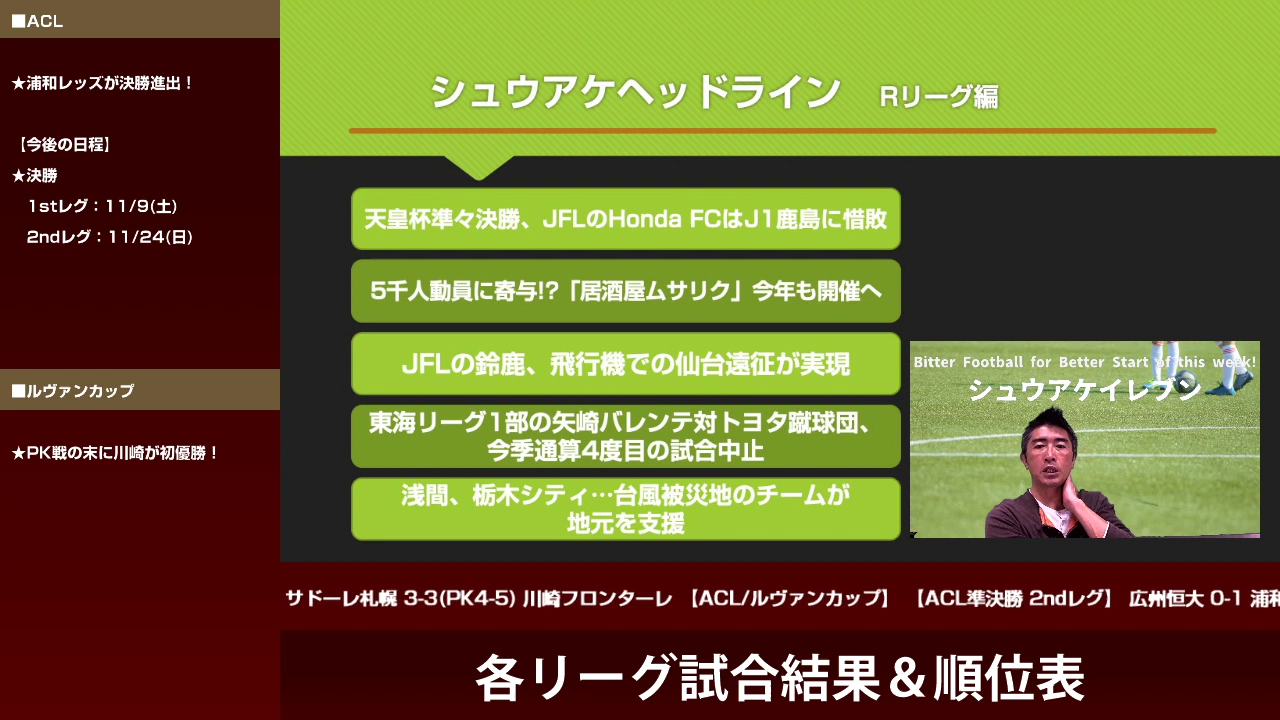 ■ACL
★浦和レッズが決勝進出！
【今後の日程】
★決勝
1stレグ：11/9(土)
2ndレグ：11/24(日)
■ルヴァンカップ
★PK戦の末に川崎が初優勝！
シュウアケヘッドライン Rリーグ編
天皇杯準々決勝、JFLのHonda FCはJ1鹿島に惜敗
5千人動員に寄与!?「居酒屋ムサリク」今年も開催へ
JFLの鈴鹿、飛行機での仙台遠征が実現
東海リーグ1部の矢崎バレンテ対トヨタ蹴球団、
今季通算4度目の試合中止
浅間、栃木シティ…台風被災地のチームが
地元を支援
Bitter Football for Better Start of this week!
シュウアケイレブン
サドーレ札幌 3-3(PK4-5) 川崎フロンターレ 【ACL/ルヴァンカップ】 【ACL準決勝 2ndレグ】 広州恒大 0-1 浦和
各リーグ試合結果＆順位表